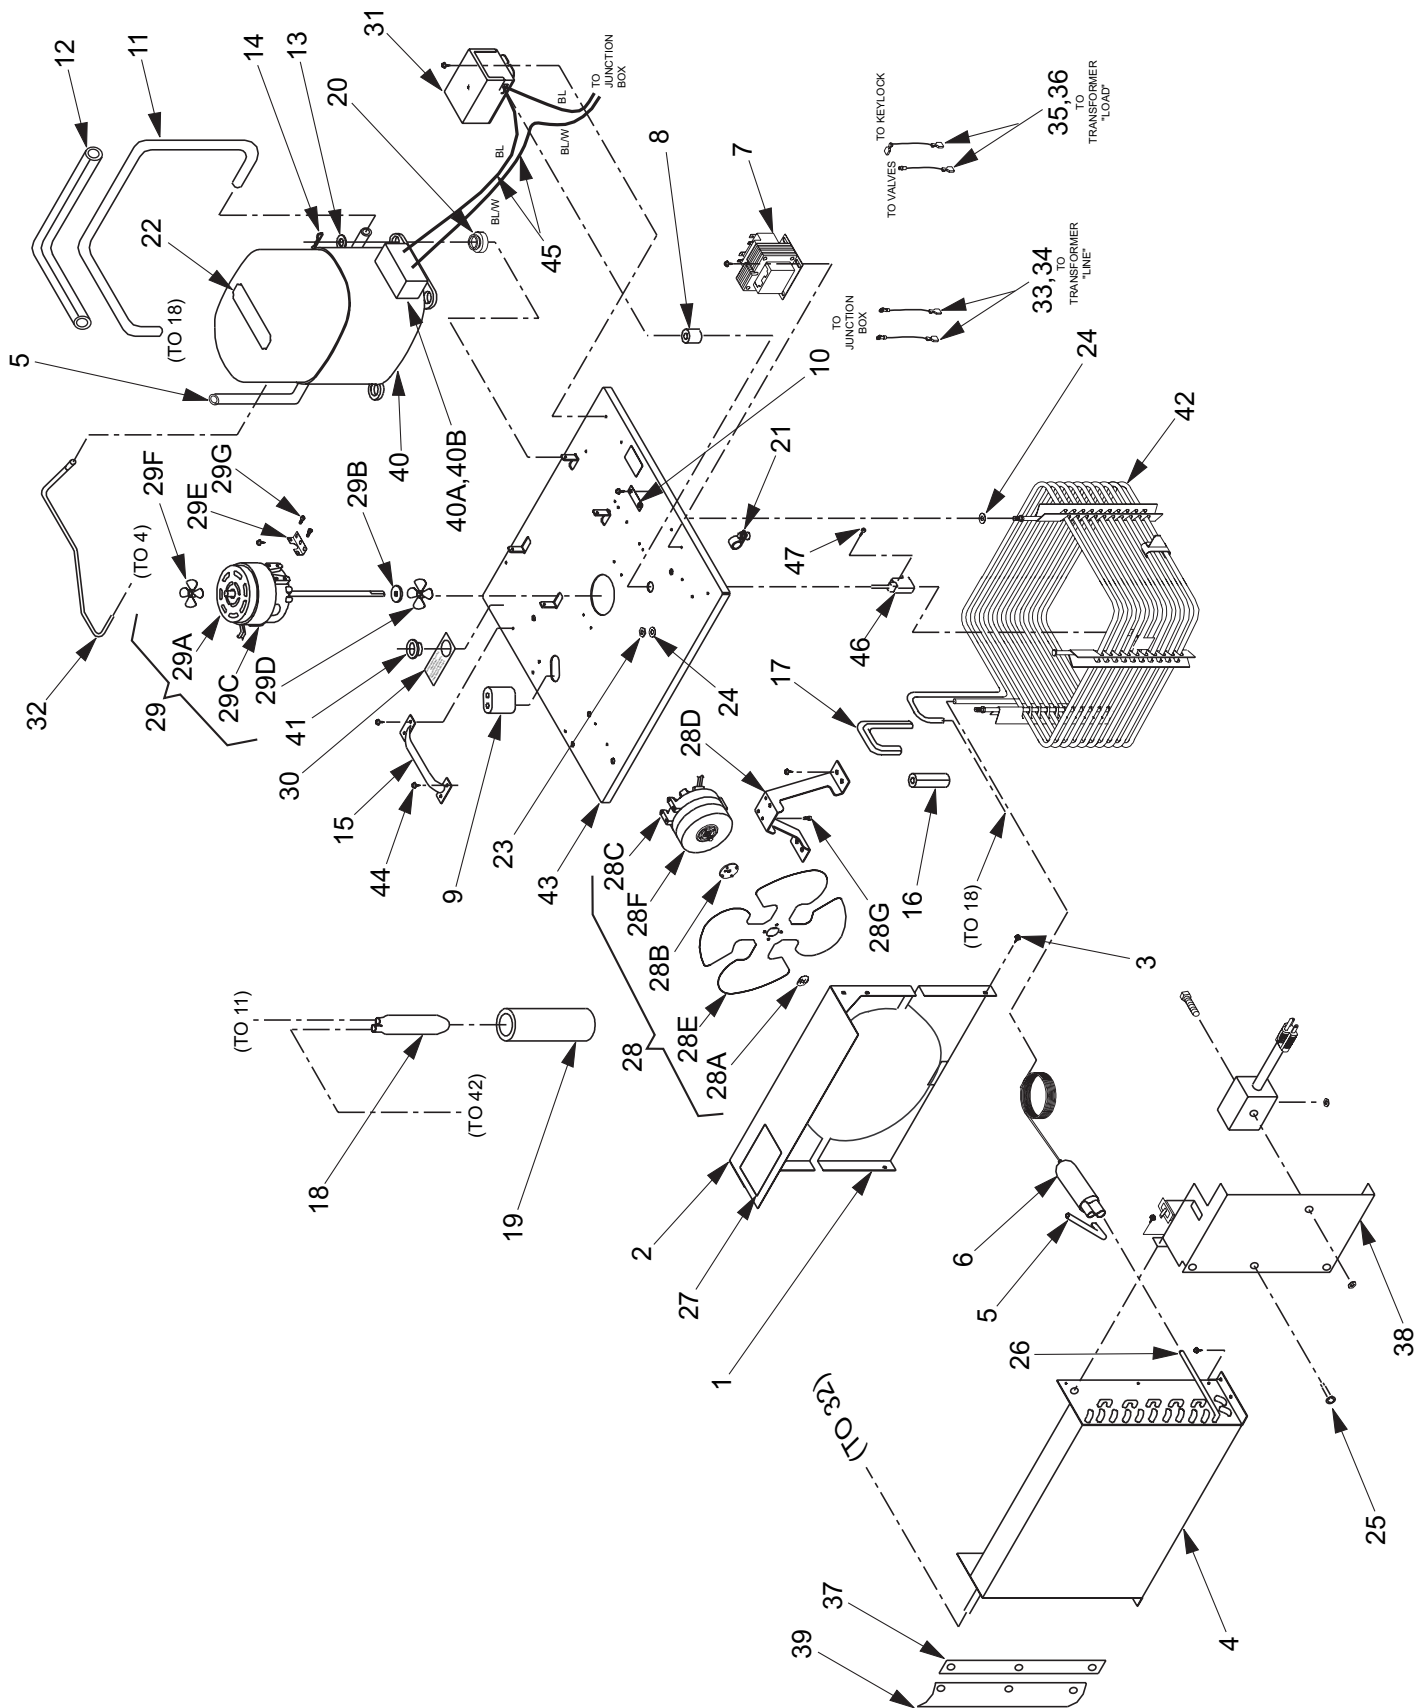 12
11
14
13
20
31
TO
JUNCTION
BOX
BL
BL/W
BL
BL/W
22
(TO 18)
5
45
8
7
TO KEYLOCK
TO VALVES
35,36
TO
TRANSFORMER
"LOAD"
33,34
TO
TRANSFORMER
"LINE"
TO
JUNCTION
BOX
10
24
42
40
40A,40B
21
47
46
29F
29E
29G
29B
(TO 4)
32
29
29A
29C
29D
41
30
15
44
9
23
43
24
17
16
28D
28C
28F
28B
28G
28E
28A
28
(TO 18)
3
(TO 11)
(TO 42)
18
19
2
27
1
6
5
26
38
25
(TO 32)
4
37
39